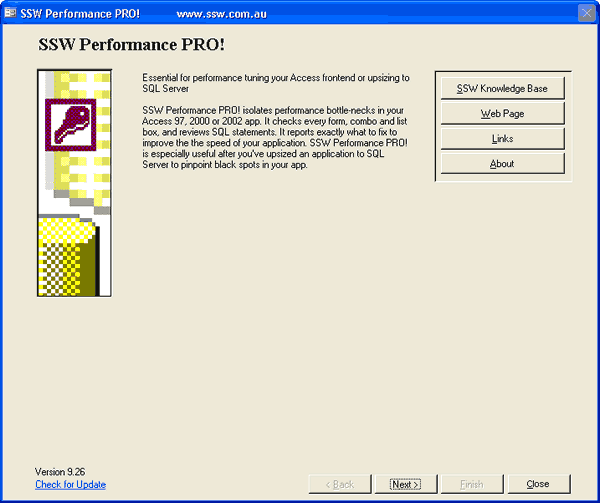 SSW Performance PRO! www.ssw.com.au
SSW Performance PRO!
Essential for performance tuning your Access frontend or upsizing to
SQL Server
SSW Performance PRO! isolates performance bottle-necks in your
Access 97, 2000 or 2002 app. It checks every form, combo and list
box, and reviews SQL statements. It reports exactly what to fix to
improve the the speed of your application. SSW Performance PRO!
is especially useful after you've upsized an application to SQL
Server to pinpoint black spots in your app.
SSW Knowledge Base
Web Page
Links
About
Version 9.26
Check for Update
< Back
Next >
Finish
Close